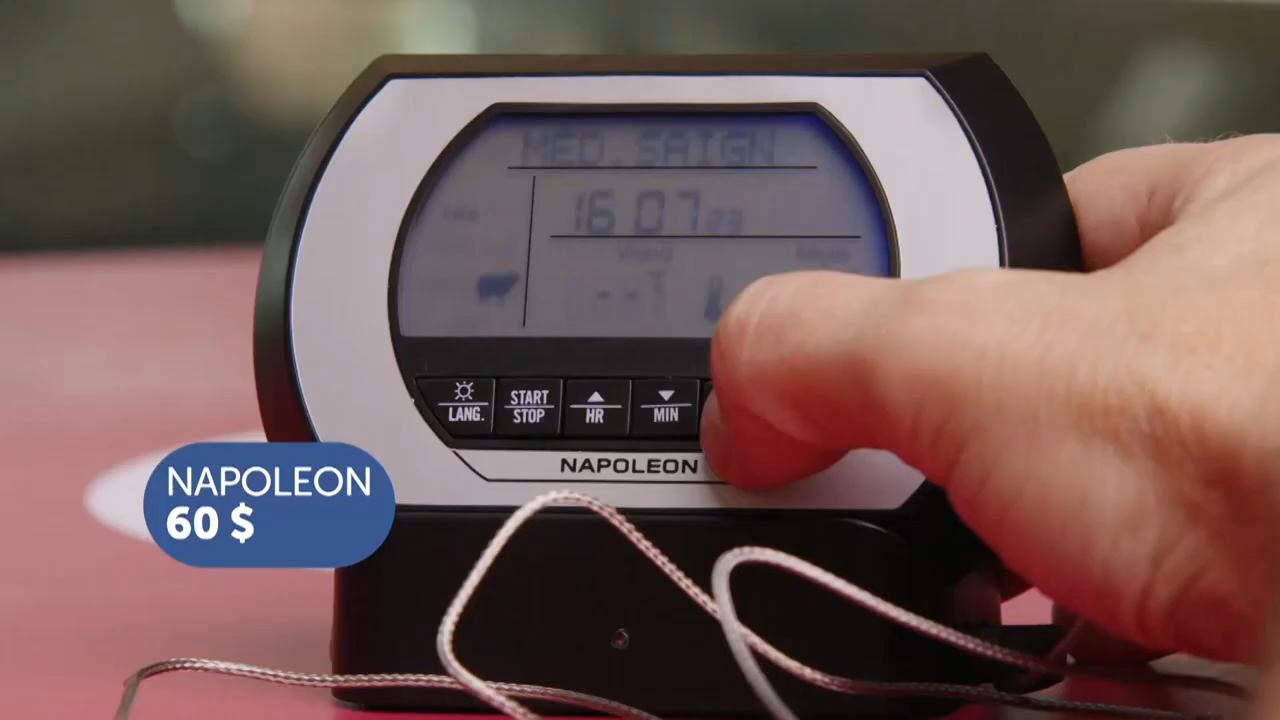 MED.SAIGN
16 07 23
LANG.
START
STOP
HR
MIN
NAPOLEON
NAPOLEON
60 $